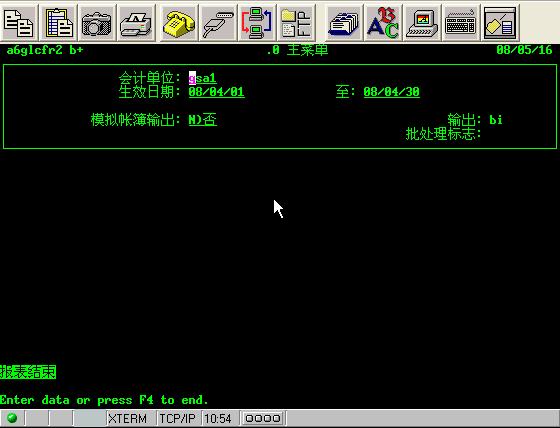 a6glcfr2 b+ .0 主菜单 08/05/16
会计单位: gsa1
生效日期: 08/04/01 至: 08/04/30
模拟帐簿输出: N)否 输出: bi
批处理标志:
报表结束
Enter data or press F4 to end.
XTERM TCP/IP 10:54